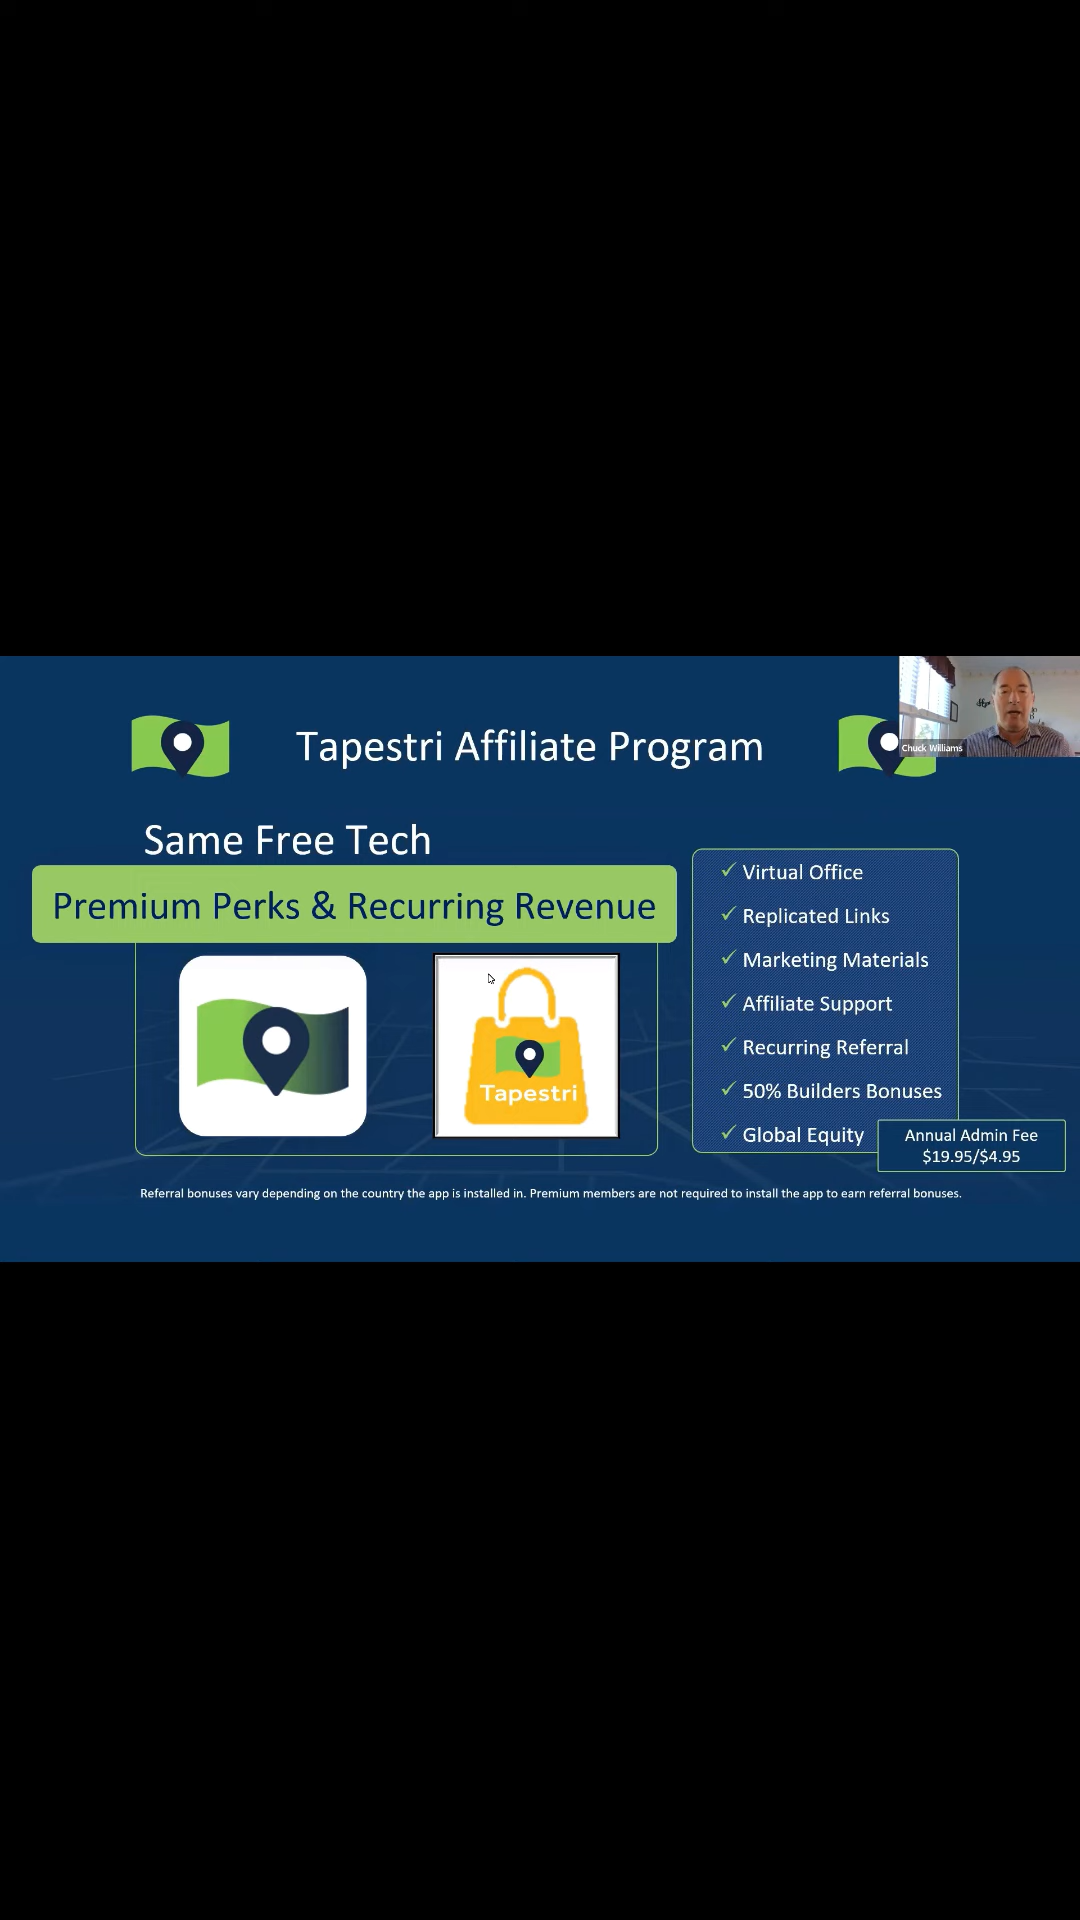 Tapestri Affiliate Program
Chuck Williams
Same Free Tech
Premium Perks & Recurring Revenue
Tapestri
✓ Virtual Office
✓ Replicated Links
✓ Marketing Materials
✓ Affiliate Support
✓ Recurring Referral
✓ 50% Builders Bonuses
✓ Global Equity
Annual Admin Fee
$19.95/$4.95
Referral bonuses vary depending on the country the app is installed in. Premium members are not required to install the app to earn referral bonuses.